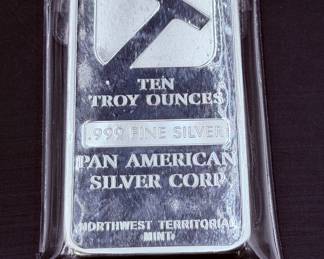 TEN
TROY OUNCES
.999 FINE SILVER
PAN AMERICAN
SILVER CORP
NORTHWEST TERRITORIAL
MINT